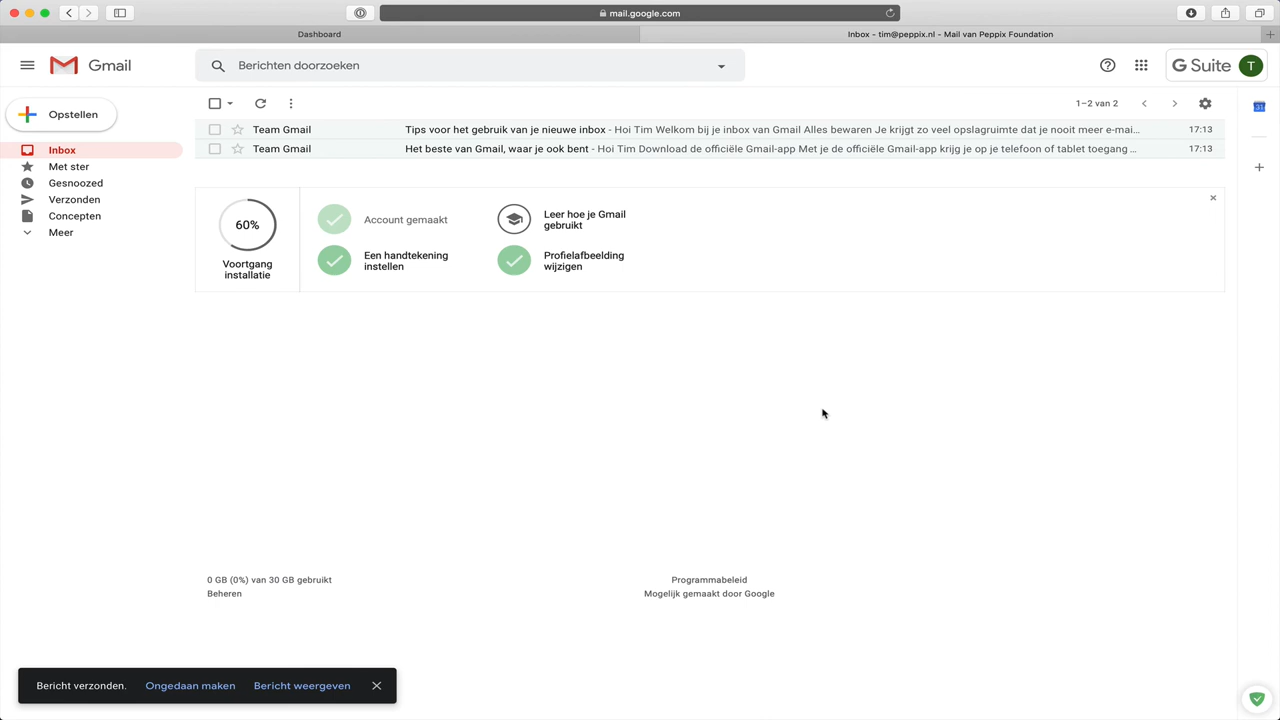 mail.google.com
Dashboard
Inbox - tim@peppix.nl - Mail van Peppix Foundation
Gmail
Berichten doorzoeken
G Suite
T
1–2 van 2
31
Opstellen
Inbox
Met ster
Gesnoozed
Verzonden
Concepten
Meer
Team Gmail Tips voor het gebruik van je nieuwe inbox - Hoi Tim Welkom bij je inbox van Gmail Alles bewaren Je krijgt zo veel opslagruimte dat je nooit meer e-mai... 17:13
Team Gmail Het beste van Gmail, waar je ook bent - Hoi Tim Download de officiële Gmail-app Met je de officiële Gmail-app krijg je op je telefoon of tablet toegang ... 17:13
60%
Voortgang
installatie
Account gemaakt
Een handtekening
instellen
Leer hoe je Gmail
gebruikt
Profielafbeelding
wijzigen
0 GB (0%) van 30 GB gebruikt
Beheren
Programmabeleid
Mogelijk gemaakt door Google
Bericht verzonden. Ongedaan maken Bericht weergeven